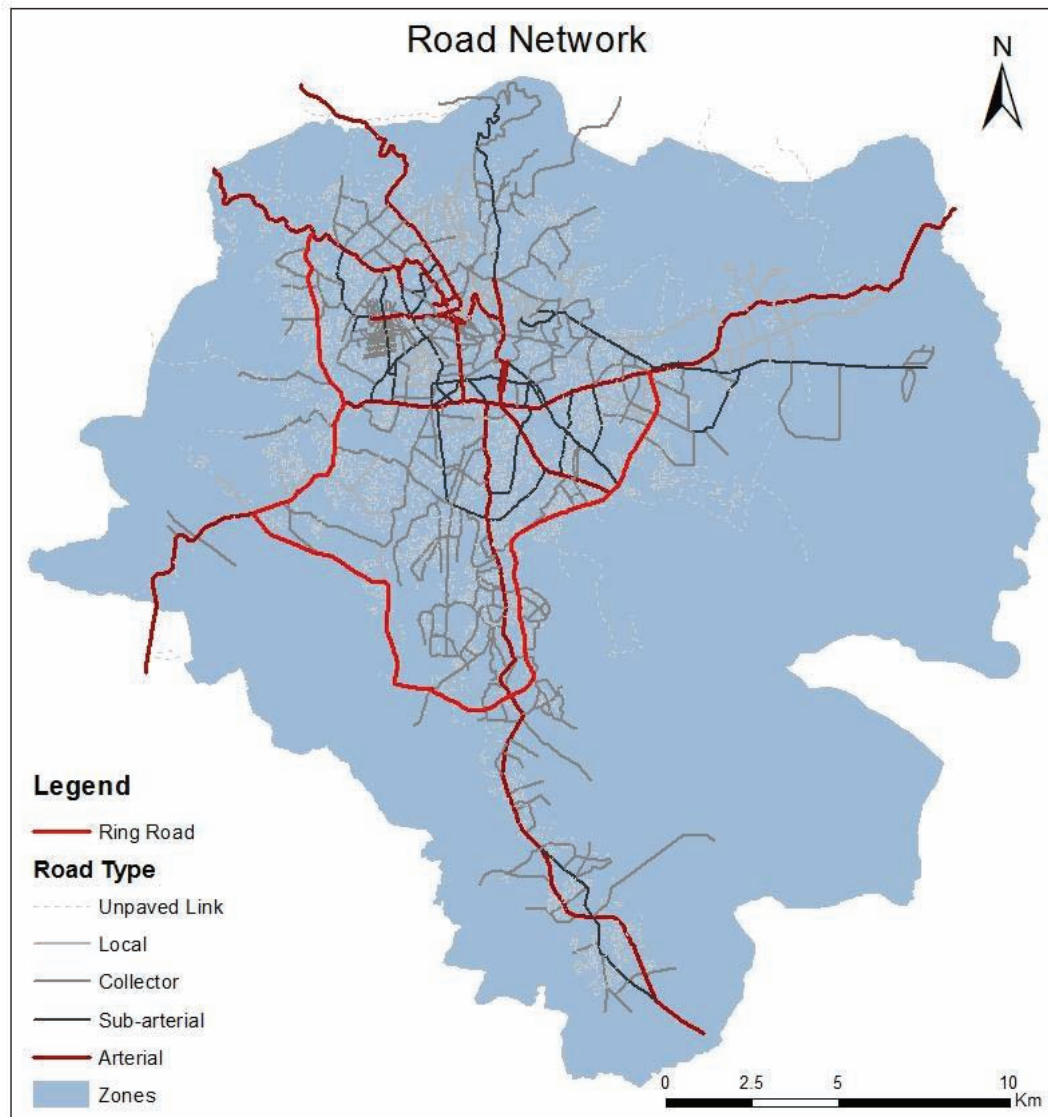 Road Network
N
Legend
Ring Road
Road Type
Unpaved Link
Local
Collector
Sub-arterial
Arterial
Zones
0 2.5 5 10
Km